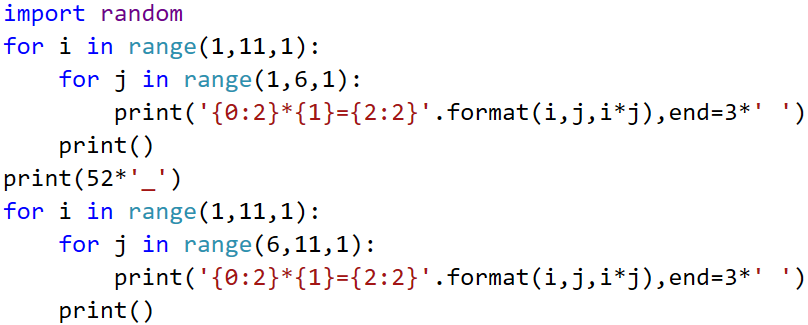 import random
for i in range(1,11,1):
    for j in range(1,6,1):
        print('{0:2}*{1}={2:2}'.format(i,j,i*j),end=3*' ')
    print()
print(52*'_')
for i in range(1,11,1):
    for j in range(6,11,1):
        print('{0:2}*{1}={2:2}'.format(i,j,i*j),end=3*' ')
    print()